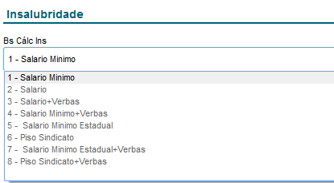 Insalubridade
Bs Cálc Ins
1 - Salario Minimo
1 - Salario Minimo
2 - Salario
3 - Salario+Verbas
4 - Salario Minimo+Verbas
5 -  Salario Minimo Estadual
6 - Piso Sindicato
7 -  Salario Minimo Estadual+Verbas
8 - Piso Sindicato+Verbas